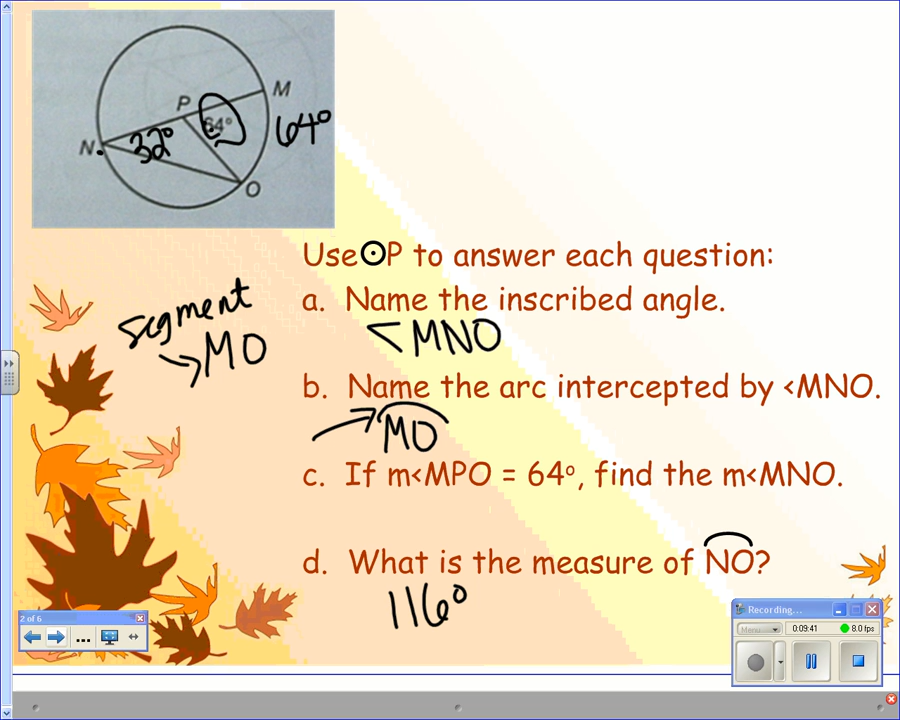 M
P
64°
64°
N
32°
O
Use⊙P to answer each question:
a. Name the inscribed angle.
<MNO
segment
→MO
b. Name the arc intercepted by <MNO.
→ MO
c. If m<MPO = 64°, find the m<MNO.
d. What is the measure of NO?
116°
2 of 6
...
Recording...
Menu
0:09:41
8.0 fps